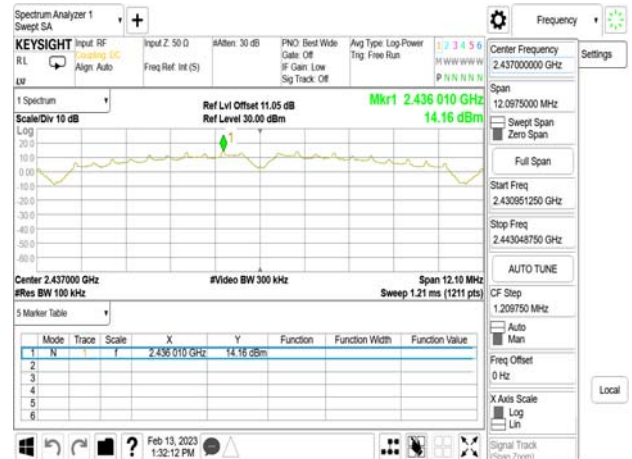 Spectrum Analyzer 1
Swept SA
+
Frequency
KEYSIGHT
Input: RF
Coupling: DC
Align: Auto
RL
Input Z: 50 Ω
Freq Ref: Int (S)
#Atten: 30 dB
PNO: Best Wide
Gate: Off
IF Gain: Low
Sig Track: Off
Avg Type: Log-Power
Trig: Free Run
1 2 3 4 5 6
M W W W W W
P N N N N N
1 Spectrum
Scale/Div 10 dB
Ref Lvl Offset 11.05 dB
Ref Level 30.00 dBm
Mkr1 2.436 010 GHz
14.16 dBm
Log
20.0
10.0
0.00
-10.0
-20.0
-30.0
-40.0
-50.0
-60.0
1
Center 2.437000 GHz
#Res BW 100 kHz
#Video BW 300 kHz
Span 12.10 MHz
Sweep 1.21 ms (1211 pts)
5 Marker Table
Mode Trace Scale X Y Function Function Width Function Value
1 N 1 f 2.436 010 GHz 14.16 dBm
2
3
4
5
6
?
Feb 13, 2023
1:32:12 PM
Center Frequency
2.437000000 GHz
Settings
Span
12.0975000 MHz
Swept Span
Zero Span
Full Span
Start Freq
2.430951250 GHz
Stop Freq
2.443048750 GHz
AUTO TUNE
CF Step
1.209750 MHz
Auto
Man
Freq Offset
0 Hz
X Axis Scale
Log
Lin
Local
Signal Track
(Span Zoom)